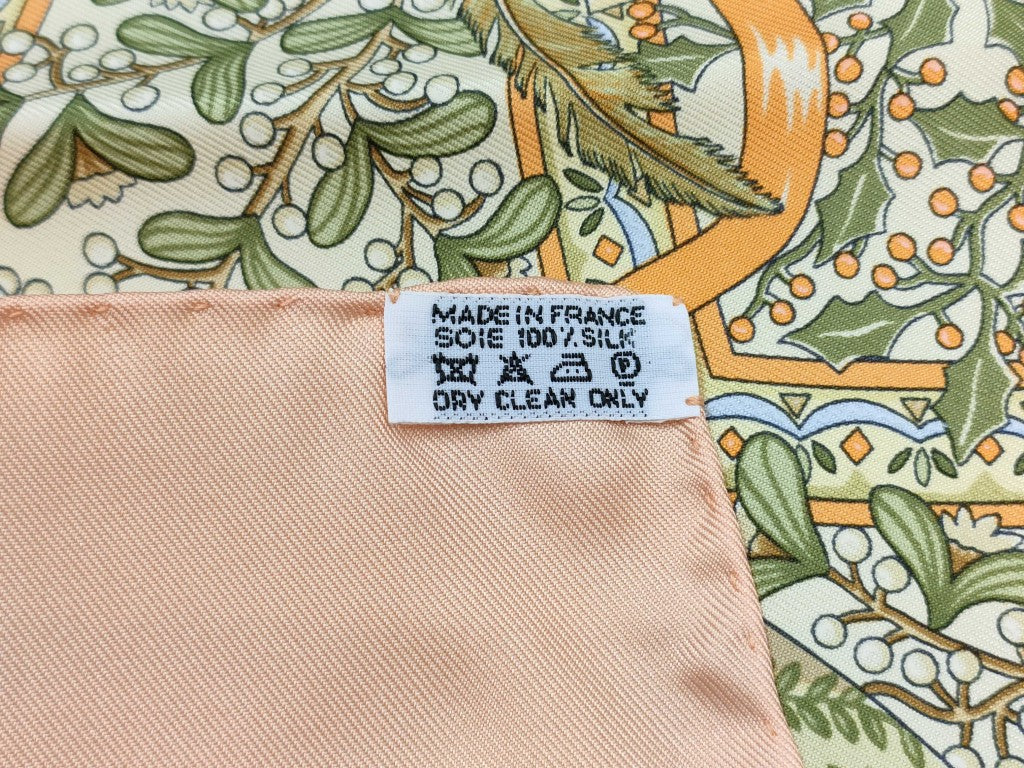 MADE IN FRANCE
SOIE 100% SILK
P
DRY CLEAN ONLY